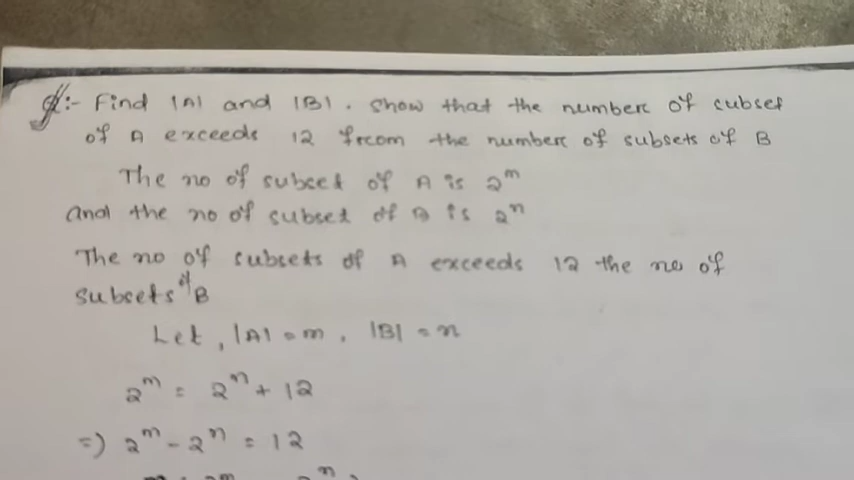 Q:- Find |A| and |B|. Show that the number of subset
of A exceeds 12 from the number of subsets of B
The no of subset of A is 2^m
and the no of subset of B is 2^n
The no of subsets of A exceeds 12 the no of
subsets of B
Let, |A| = m, |B| = n
2^m = 2^n + 12
=) 2^m - 2^n = 12